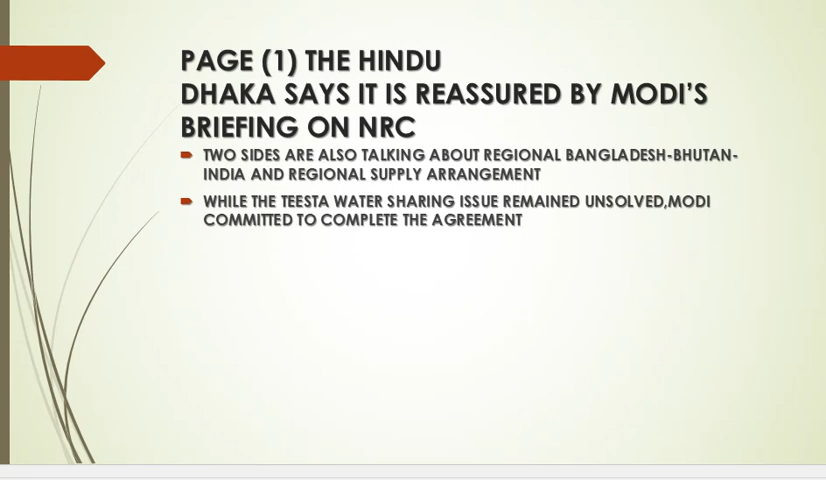 PAGE (1) THE HINDU
DHAKA SAYS IT IS REASSURED BY MODI'S
BRIEFING ON NRC
TWO SIDES ARE ALSO TALKING ABOUT REGIONAL BANGLADESH-BHUTAN-
INDIA AND REGIONAL SUPPLY ARRANGEMENT
WHILE THE TEESTA WATER SHARING ISSUE REMAINED UNSOLVED,MODI
COMMITTED TO COMPLETE THE AGREEMENT